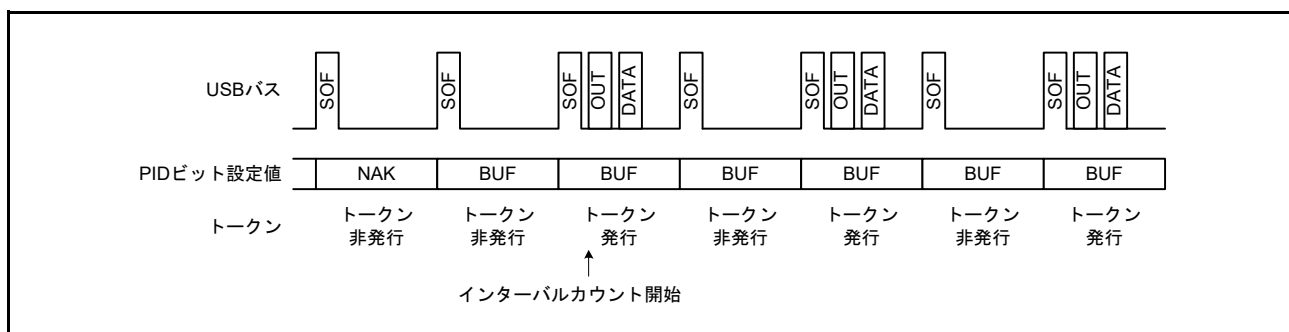 USBバス
SOF SOF SOF OUT DATA SOF SOF OUT DATA SOF SOF OUT DATA
PIDビット設定値 NAK BUF BUF BUF BUF BUF BUF
トークン トークン トークン トークン トークン トークン トークン トークン
非発行 非発行 発行 非発行 発行 非発行 発行
インターバルカウント開始